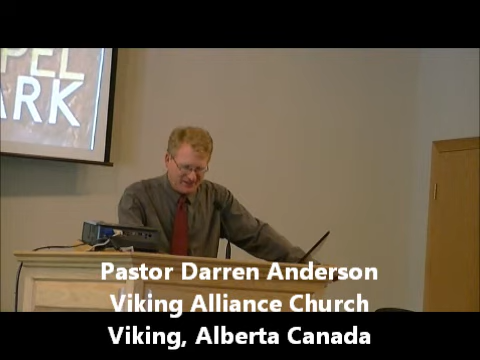 PEL
ARK
Pastor Darren Anderson
Viking Alliance Church
Viking, Alberta Canada